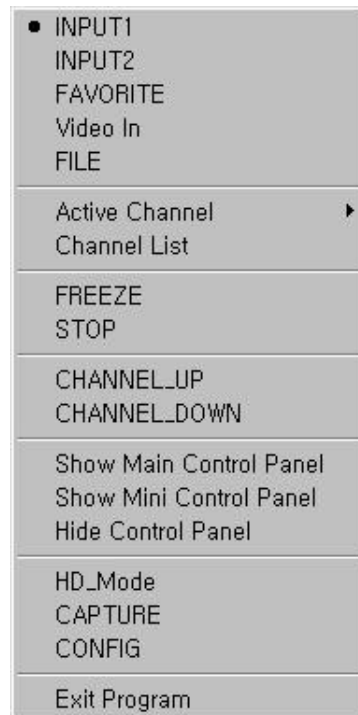 INPUT1
INPUT2
FAVORITE
Video In
FILE
Active Channel
Channel List
FREEZE
STOP
CHANNEL_UP
CHANNEL_DOWN
Show Main Control Panel
Show Mini Control Panel
Hide Control Panel
HD_Mode
CAPTURE
CONFIG
Exit Program